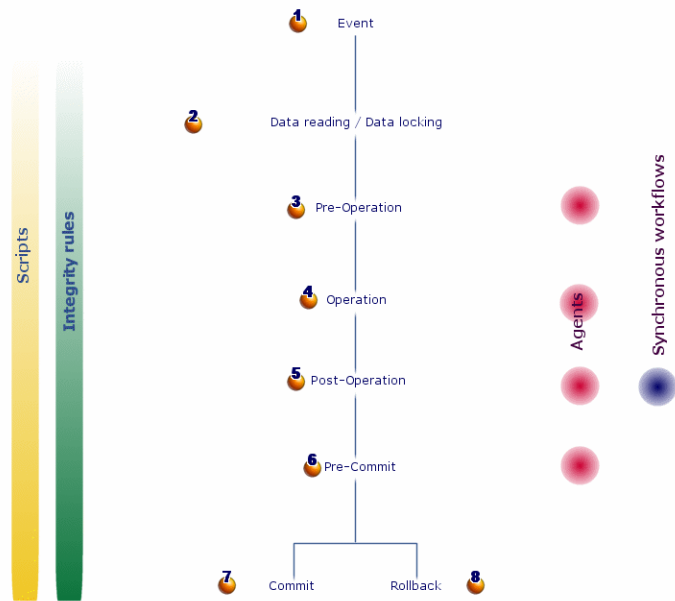 1
Event
2
Data reading / Data locking
3
Pre-Operation
4
Operation
5
Post-Operation
6
Pre-Commit
7
Commit
Rollback
8
Scripts
Integrity rules
Agents
Synchronous workflows